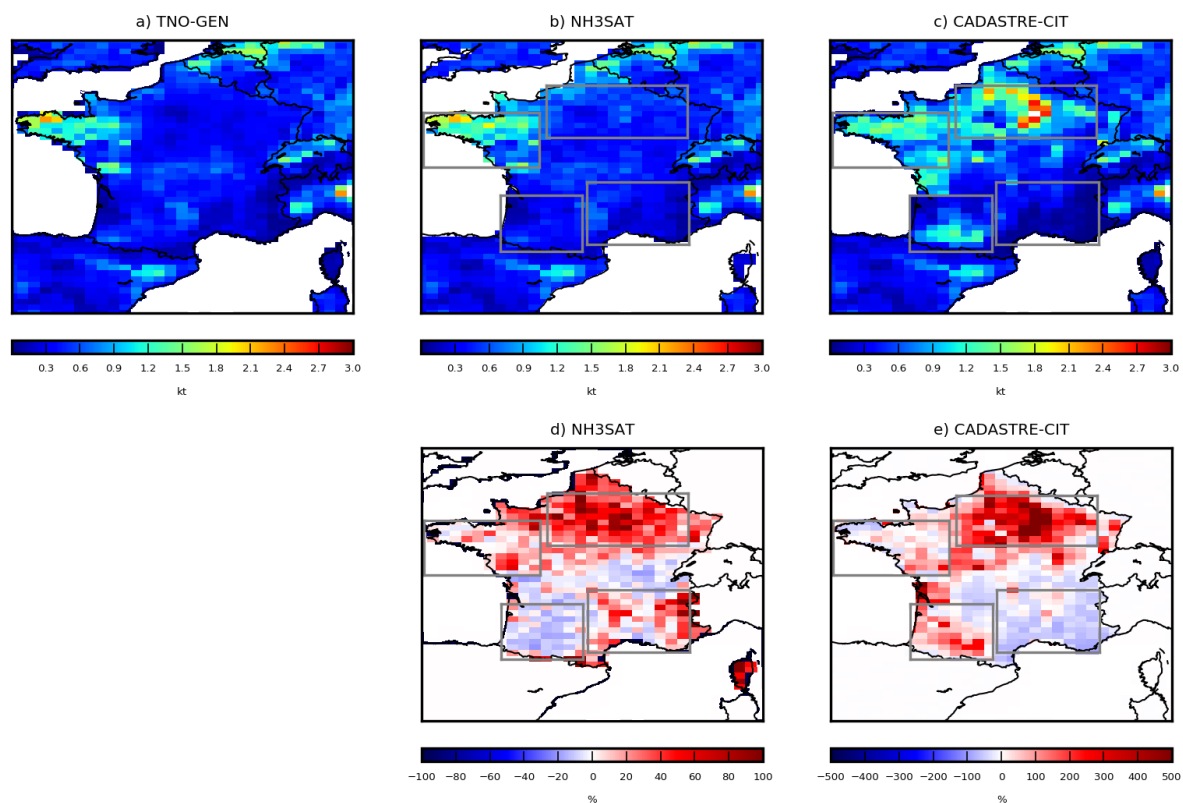 a) TNO-GEN
b) NH3SAT
c) CADASTRE-CIT
0.3 0.6 0.9 1.2 1.5 1.8 2.1 2.4 2.7 3.0
kt
0.3 0.6 0.9 1.2 1.5 1.8 2.1 2.4 2.7 3.0
kt
0.3 0.6 0.9 1.2 1.5 1.8 2.1 2.4 2.7 3.0
kt
d) NH3SAT
e) CADASTRE-CIT
−100 −80 −60 −40 −20 0 20 40 60 80 100
%
−500 −400 −300 −200 −100 0 100 200 300 400 500
%